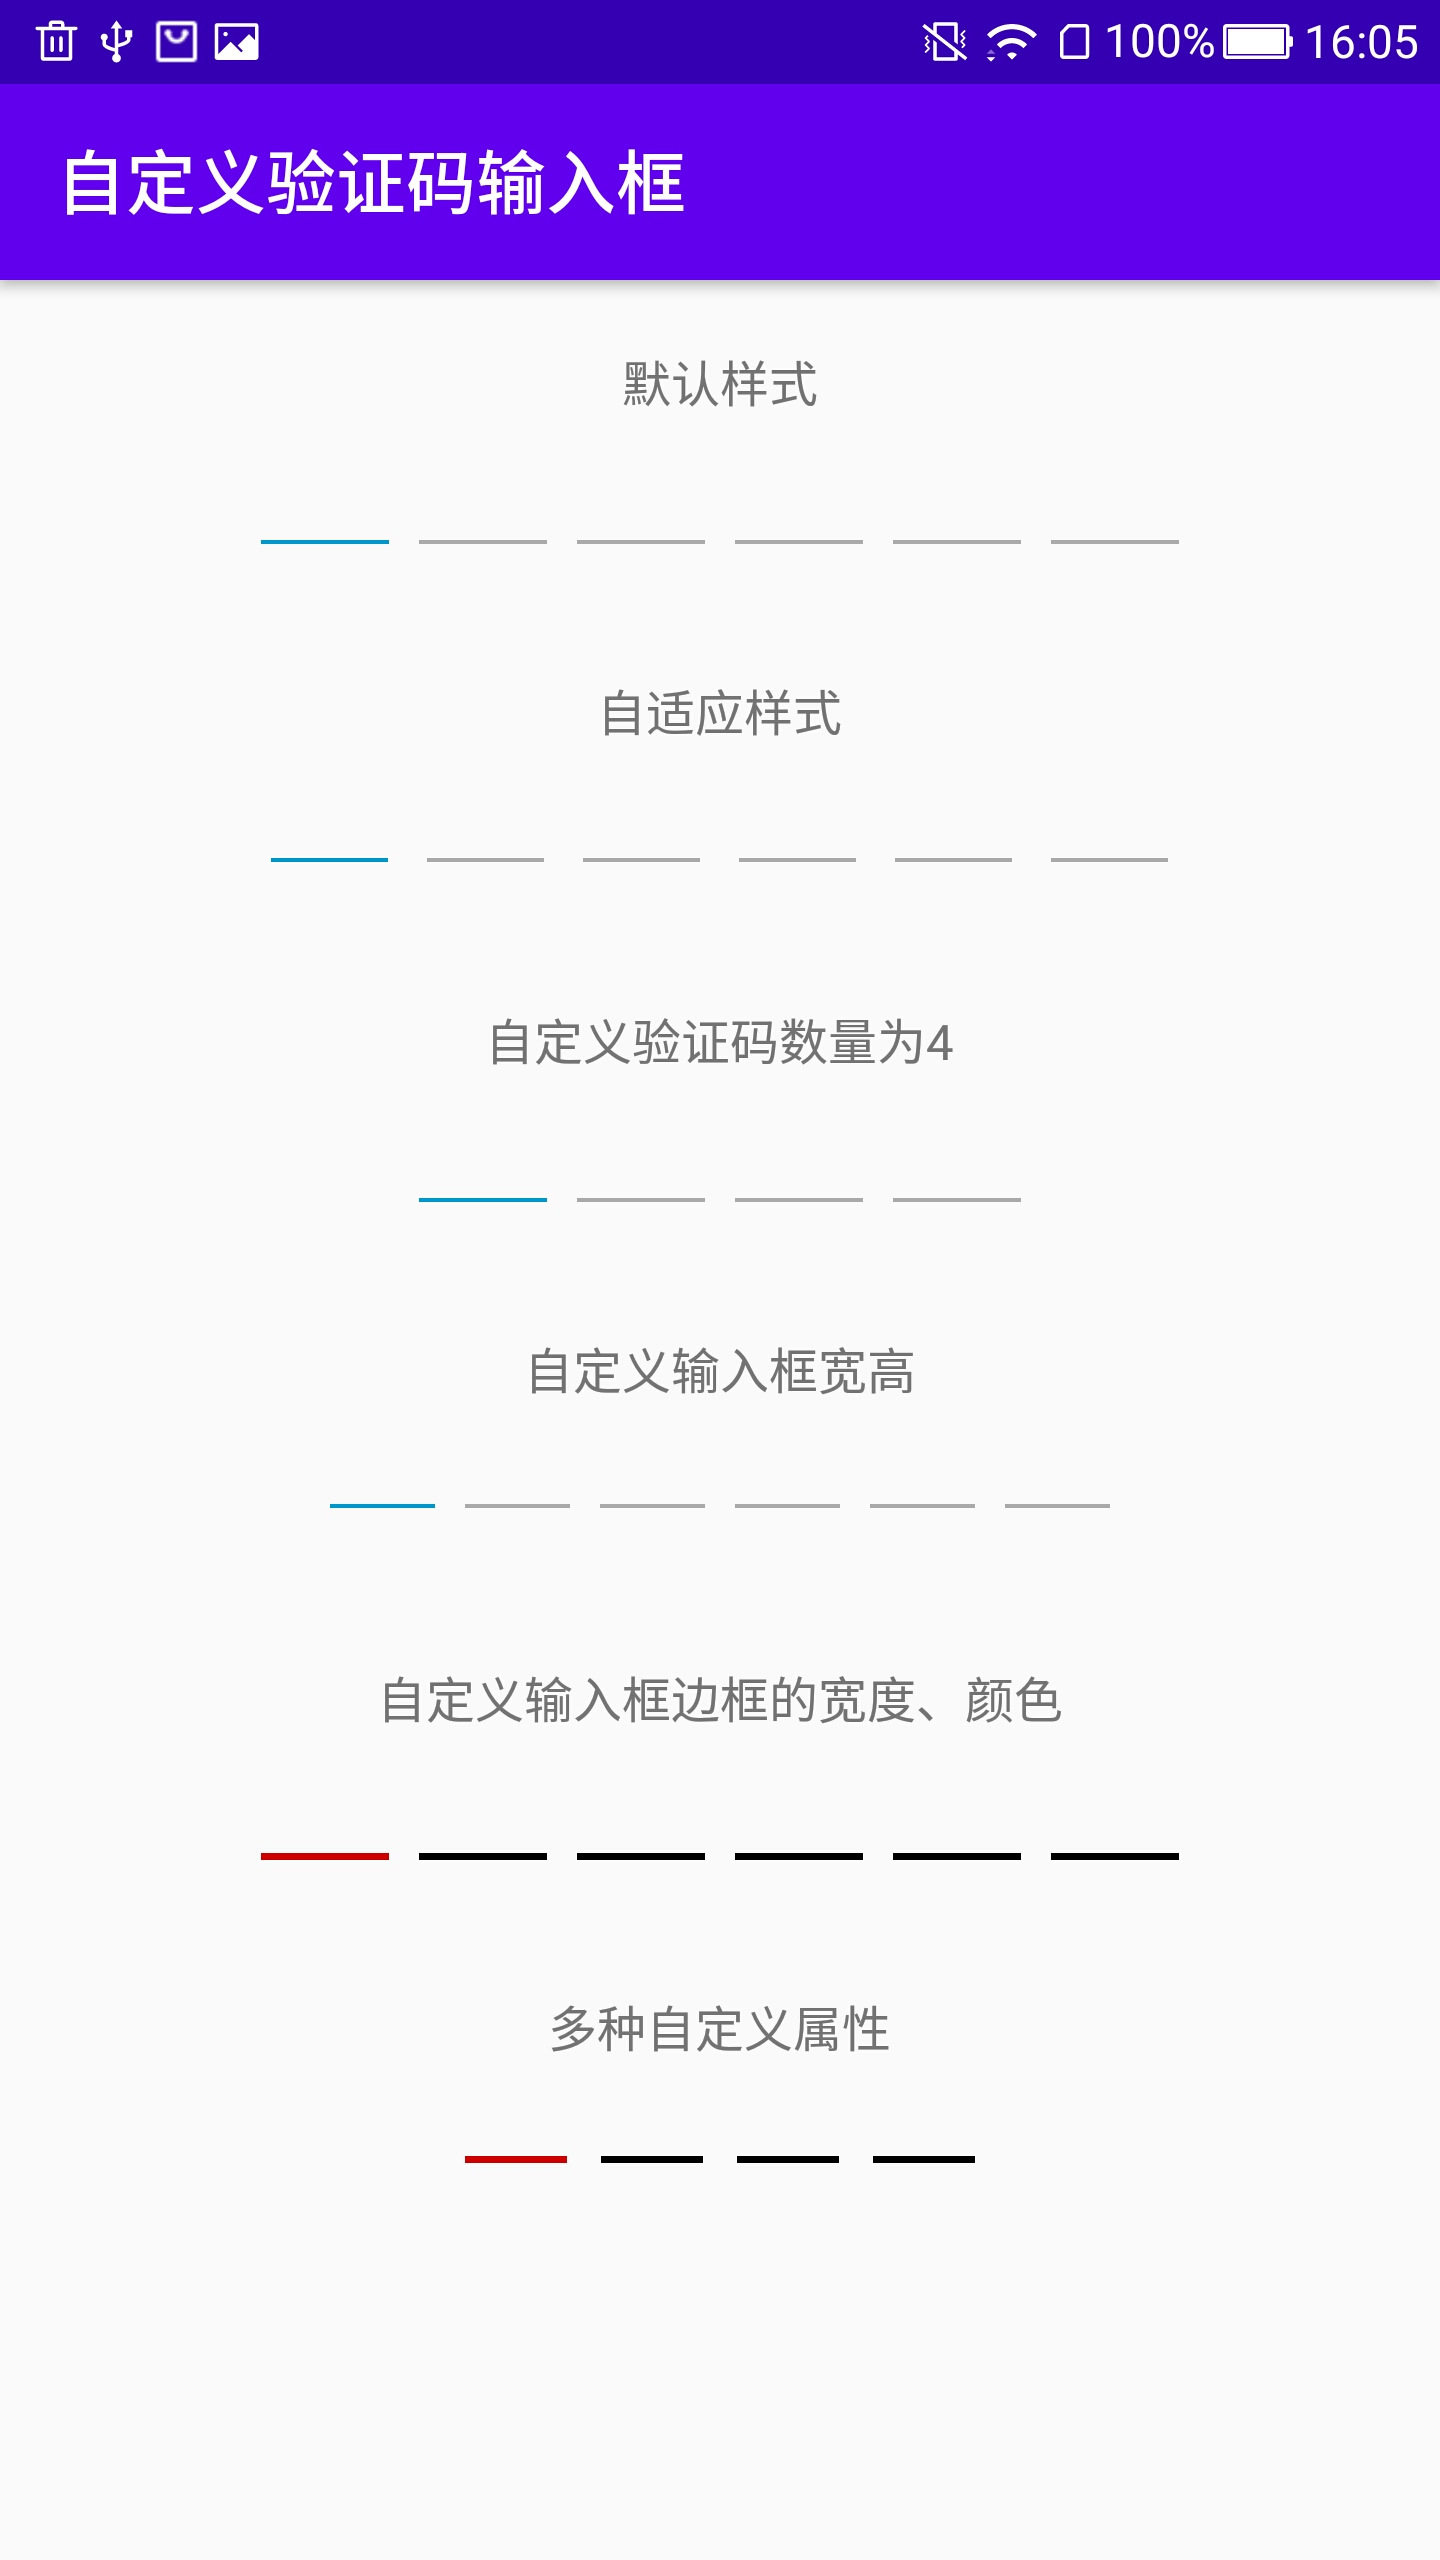 100% 16:05
自定义验证码输入框
默认样式
自适应样式
自定义验证码数量为4
自定义输入框宽高
自定义输入框边框的宽度、颜色
多种自定义属性